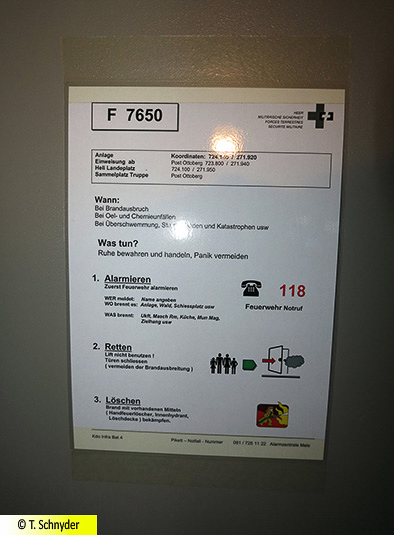 F 7650
HEER
MILITÄRISCHE SICHERHEIT
FORCES TERRESTRES
SECURITE MILITAIRE
Anlage Koordinaten: 724.185 / 271.920
Einweisung ab Post Ottoberg 723.800 / 271.940
Heli Landeplatz 724.100 / 271.950
Sammelplatz Truppe Post Ottoberg
Wann:
Bei Brandausbruch
Bei Oel- und Chemieunfällen
Bei Überschwemmung, und Katastrophen usw
Was tun?
Ruhe bewahren und handeln, Panik vermeiden
1. Alarmieren
Zuerst Feuerwehr alarmieren
WER meldet: Name angeben
WO brennt es: Anlage, Wald, Schiessplatz usw
WAS brennt: Ukft, Masch Rm, Küche, Mun Mag,
Zielhang usw
118
Feuerwehr Notruf
2. Retten
Lift nicht benutzen !
Türen schliessen
( vermeiden der Brandausbreitung )
3. Löschen
Brand mit vorhandenen Mitteln
( Handfeuerlöscher, Innenhydrant,
Löschdecke ) bekämpfen.
Kdo Infra Bat 4 Pikett - Notfall - Nummer 081 / 725 11 22 Alarmzentrale Mels
© T. Schnyder